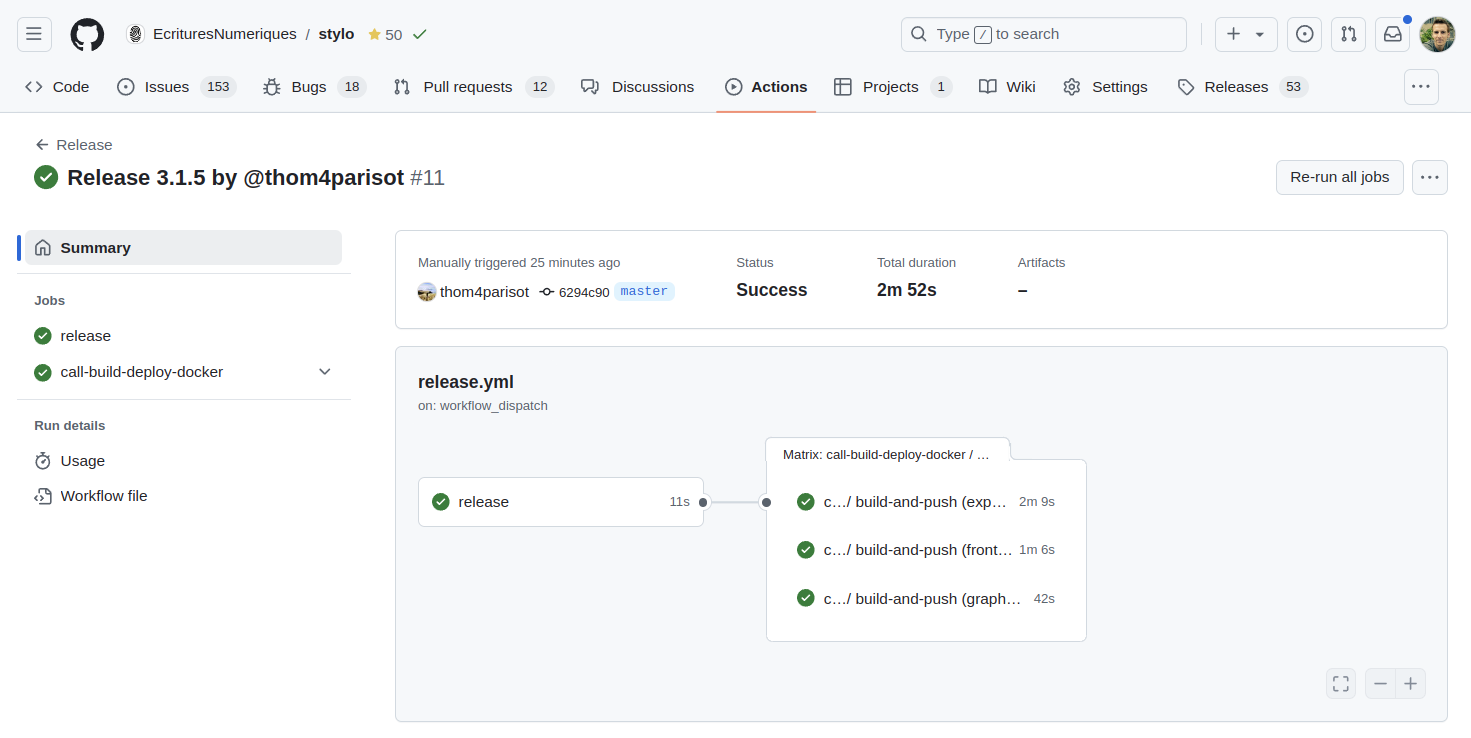 EcrituresNumeriques / stylo 50
Type / to search
Code Issues 153 Bugs 18 Pull requests 12 Discussions Actions Projects 1 Wiki Settings Releases 53
Release
Release 3.1.5 by @thom4parisot #11
Re-run all jobs
Summary
Jobs
release
call-build-deploy-docker
Run details
Usage
Workflow file
Manually triggered 25 minutes ago
thom4parisot 6294c90 master
Status
Success
Total duration
2m 52s
Artifacts
–
release.yml
on: workflow_dispatch
release 11s
Matrix: call-build-deploy-docker / …
c…/ build-and-push (exp… 2m 9s
c…/ build-and-push (front… 1m 6s
c…/ build-and-push (graph… 42s